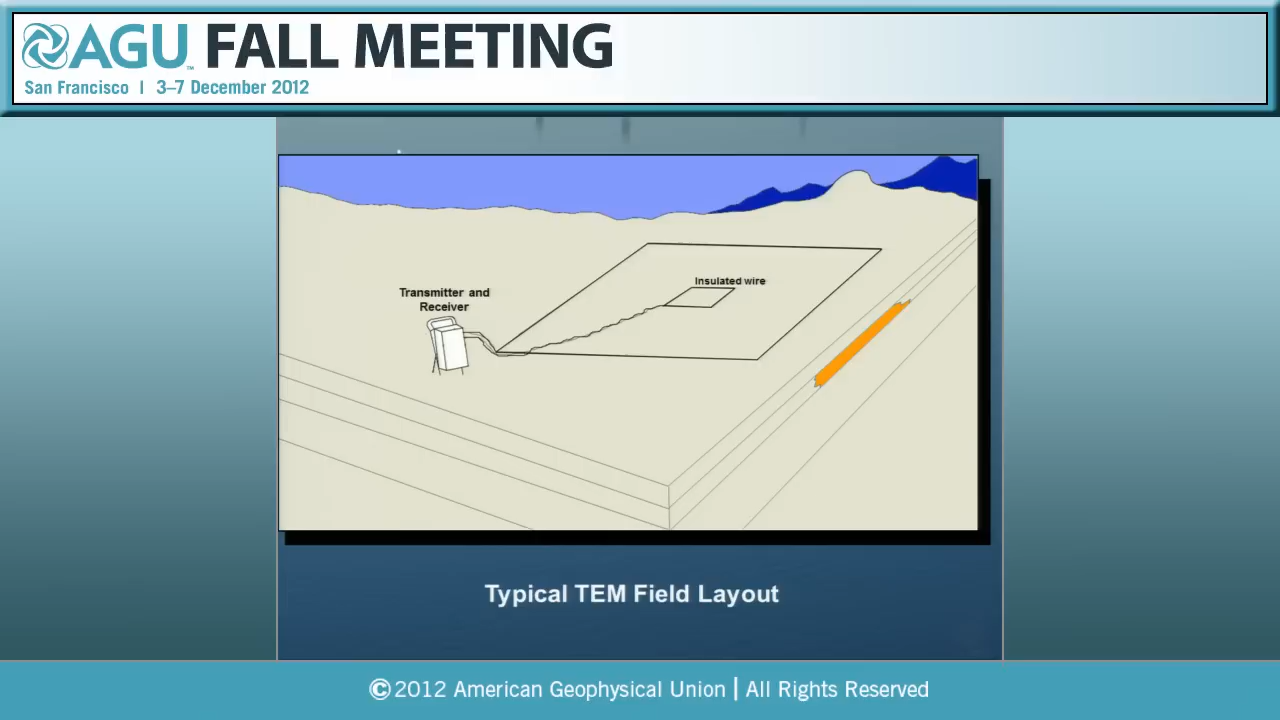 AGU™ FALL MEETING
San Francisco | 3–7 December 2012
Insulated wire
Transmitter and
Receiver
Typical TEM Field Layout
©2012 American Geophysical Union | All Rights Reserved